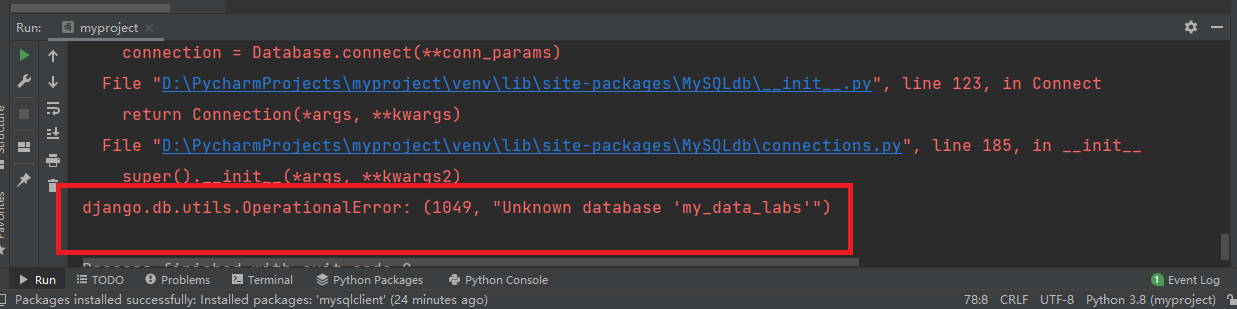 Run:
myproject
connection = Database.connect(**conn_params)
File "D:\PycharmProjects\myproject\venv\lib\site-packages\MySQLdb\__init__.py", line 123, in Connect
return Connection(*args, **kwargs)
File "D:\PycharmProjects\myproject\venv\lib\site-packages\MySQLdb\connections.py", line 185, in __init__
super().__init__(*args, **kwargs2)
django.db.utils.OperationalError: (1049, "Unknown database 'my_data_labs'")
Structure
Favorites
Run
TODO
Problems
Terminal
Python Packages
Python Console
1 Event Log
Packages installed successfully: Installed packages: 'mysqlclient' (24 minutes ago)
78:8
CRLF
UTF-8
Python 3.8 (myproject)